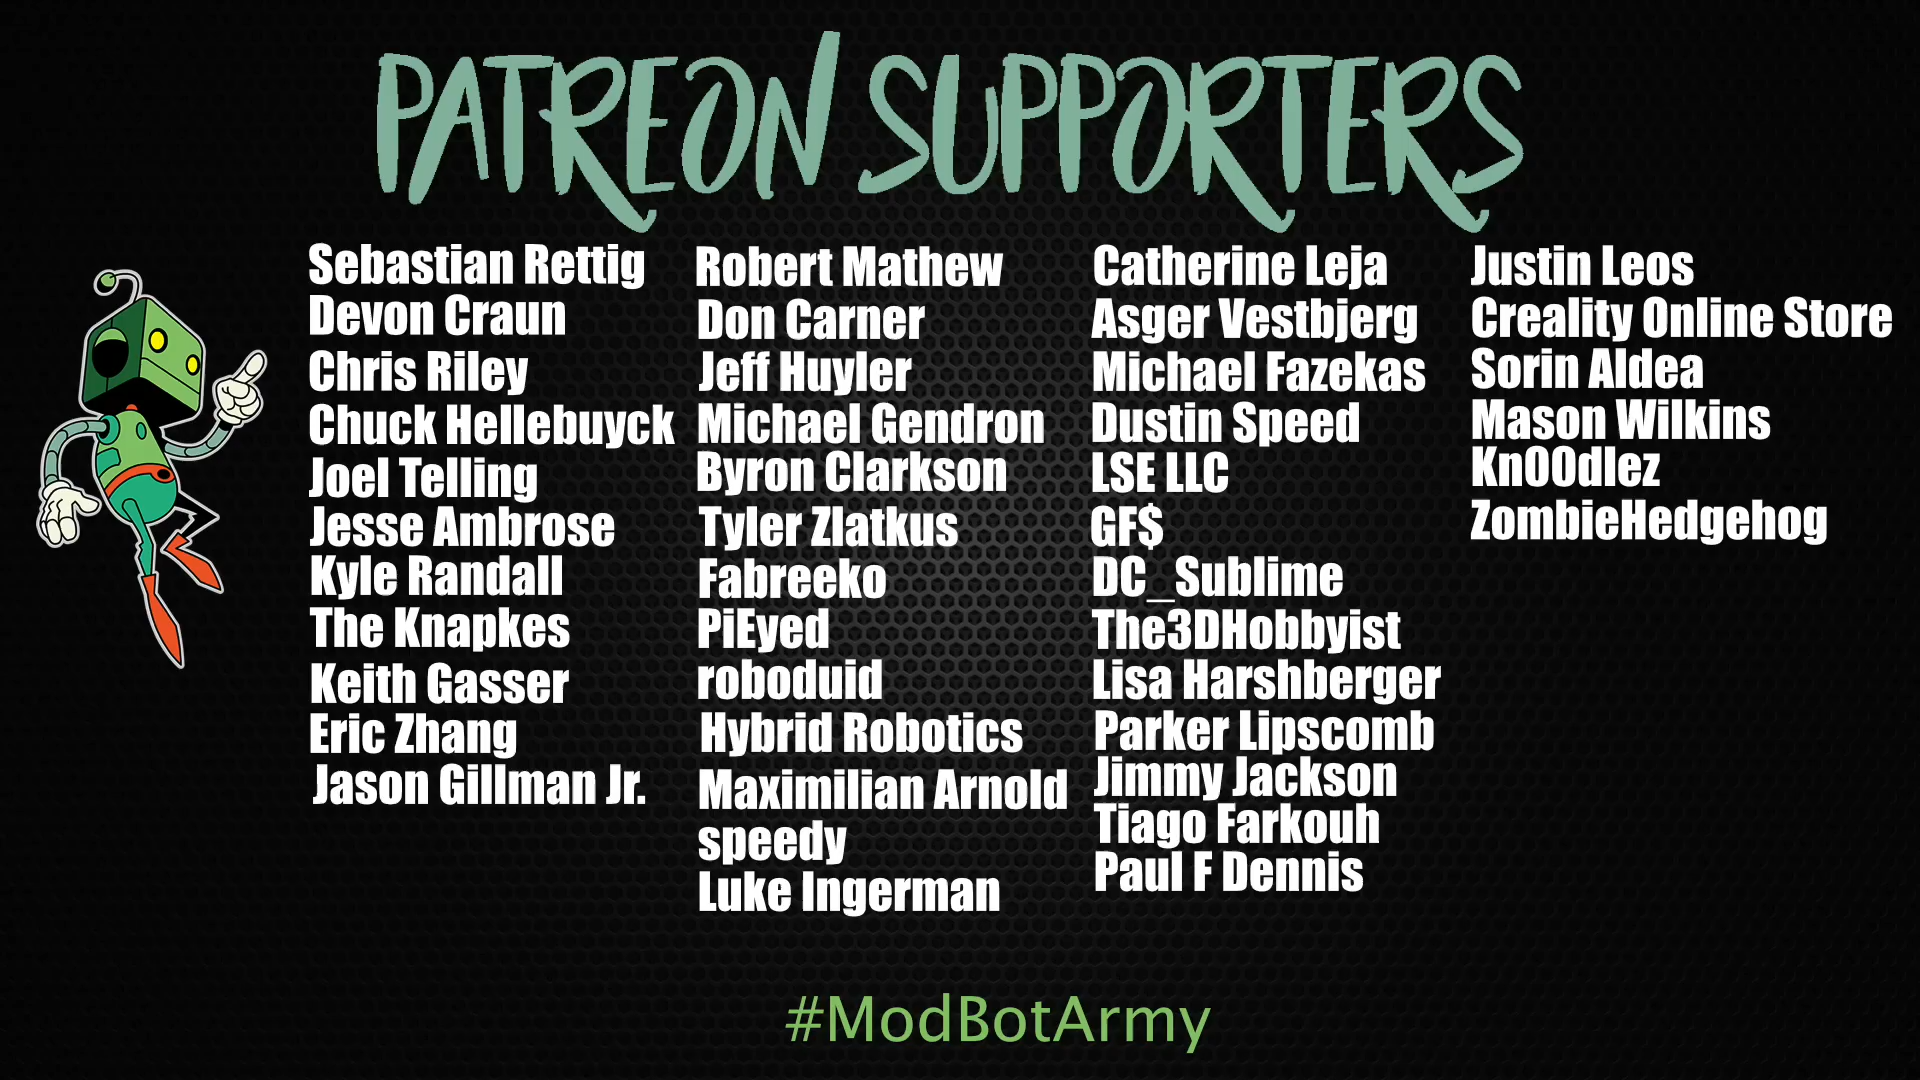 PATREON SUPPORTERS
Sebastian Rettig
Devon Craun
Chris Riley
Chuck Hellebuyck
Joel Telling
Jesse Ambrose
Kyle Randall
The Knapkes
Keith Gasser
Eric Zhang
Jason Gillman Jr.
Robert Mathew
Don Carner
Jeff Huyler
Michael Gendron
Byron Clarkson
Tyler Zlatkus
Fabreeko
PiEyed
roboduid
Hybrid Robotics
Maximilian Arnold
speedy
Luke Ingerman
Catherine Leja
Asger Vestbjerg
Michael Fazekas
Dustin Speed
LSE LLC
GF$
DC_Sublime
The3DHobbyist
Lisa Harshberger
Parker Lipscomb
Jimmy Jackson
Tiago Farkouh
Paul F Dennis
Justin Leos
Creality Online Store
Sorin Aldea
Mason Wilkins
Kn00dlez
ZombieHedgehog
#ModBotArmy